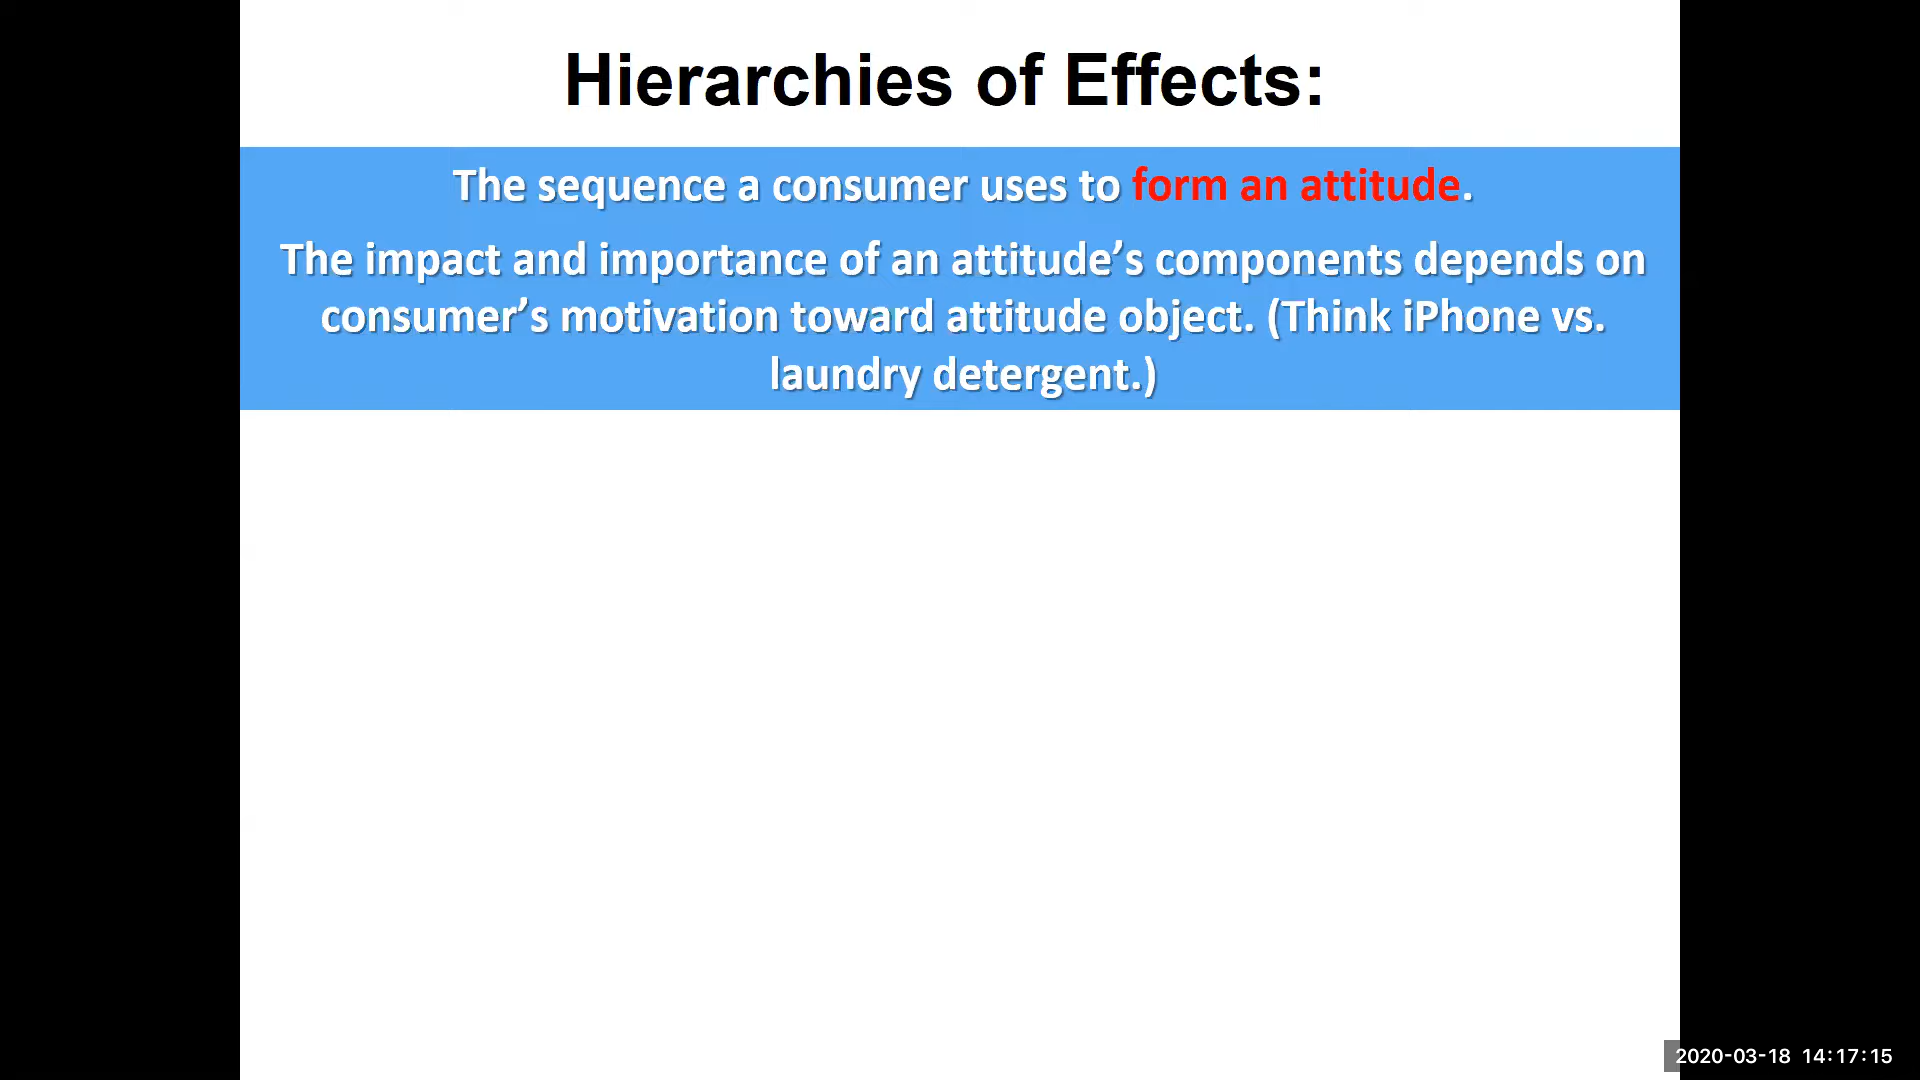 Hierarchies of Effects:
The sequence a consumer uses to form an attitude.
The impact and importance of an attitude’s components depends on
consumer’s motivation toward attitude object. (Think iPhone vs.
laundry detergent.)
2020-03-18 14:17:15